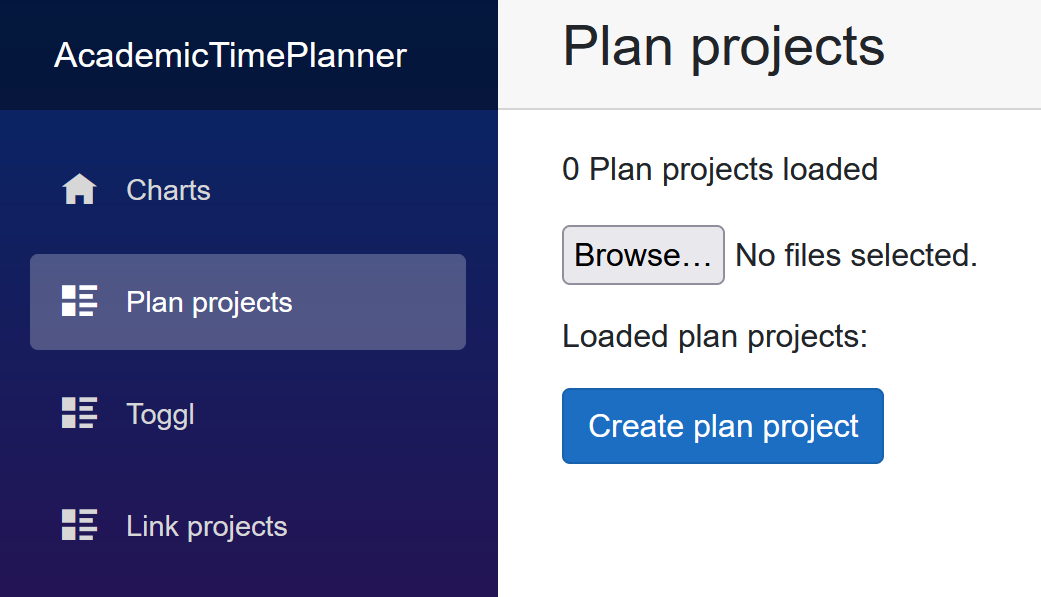 AcademicTimePlanner
Charts
Plan projects
Toggl
Link projects
Plan projects
0 Plan projects loaded
Browse... No files selected.
Loaded plan projects:
Create plan project